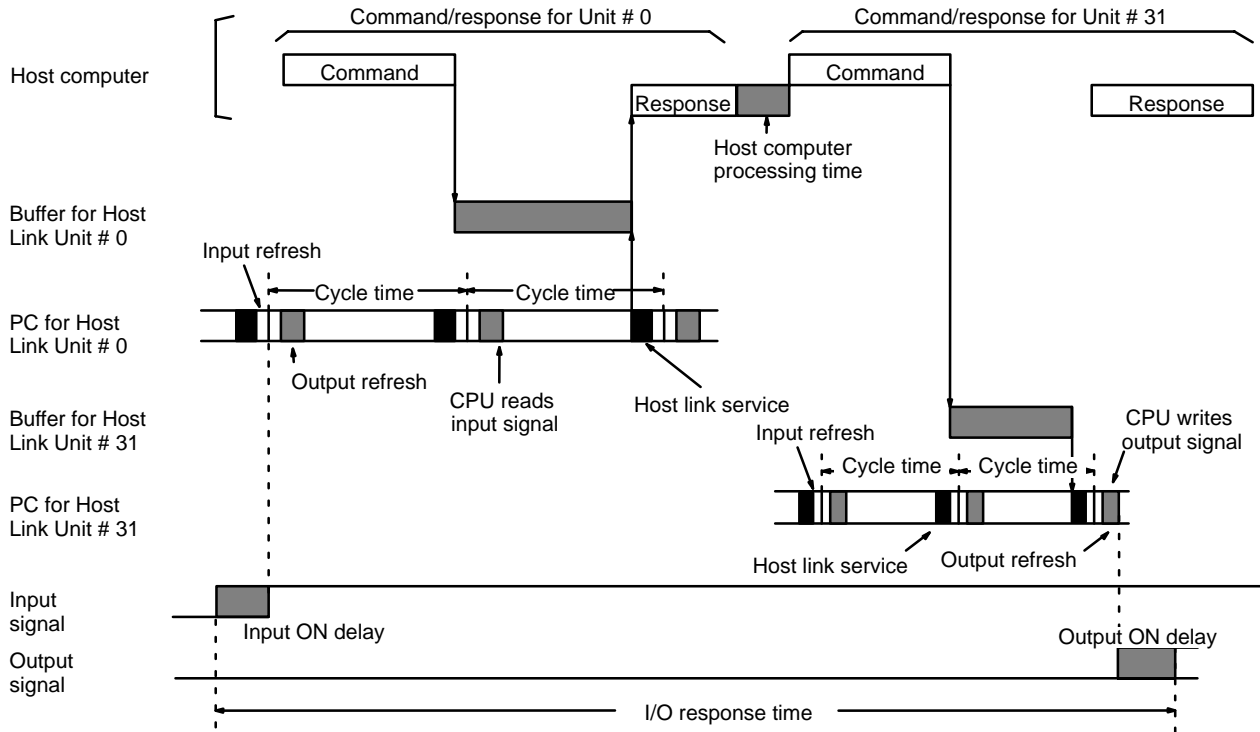 Command/response for Unit # 0
Command/response for Unit # 31
Host computer
Command
Command
Response
Response
Host computer
processing time
Buffer for Host
Link Unit # 0
Input refresh
Cycle time
Cycle time
PC for Host
Link Unit # 0
Output refresh
CPU reads
input signal
Host link service
Buffer for Host
Link Unit # 31
Input refresh
CPU writes
output signal
Cycle time
Cycle time
PC for Host
Link Unit # 31
Host link service
Output refresh
Input
signal
Input ON delay
Output ON delay
Output
signal
I/O response time